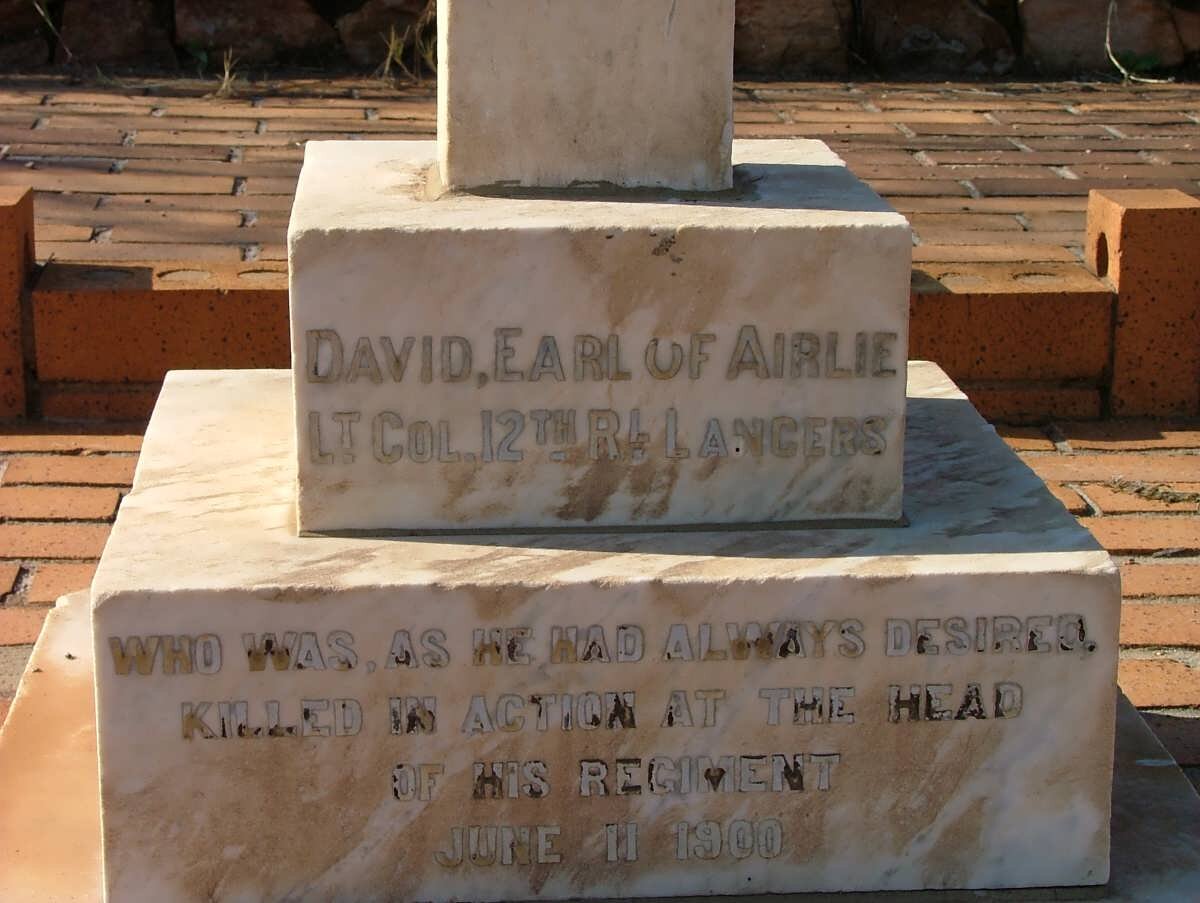 DAVID, EARL OF AIRLIE
LT COL. 12TH RL LANCERS
WHO WAS, AS HE HAD ALWAYS DESIRED,
KILLED IN ACTION AT THE HEAD
OF HIS REGIMENT
JUNE 11 1900